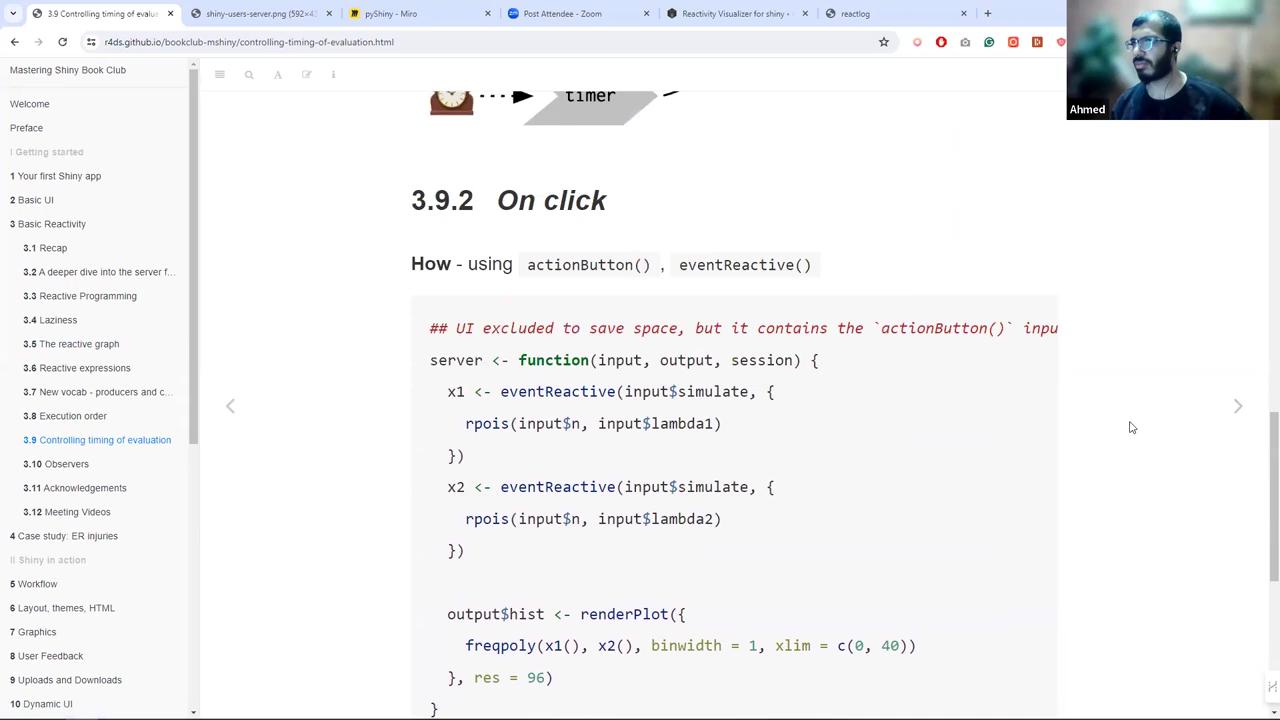 3.9 Controlling timing of evalua
shiny-users-server.png (592×43
pyShiny - Miro
Post Attendee - Zoom
Reactivity Visualizer for shiny
reactlog
r4ds.github.io/bookclub-mshiny/controlling-timing-of-evaluation.html
Ahmed
Mastering Shiny Book Club
Welcome
Preface
I Getting started
1 Your first Shiny app
2 Basic UI
3 Basic Reactivity
3.1 Recap
3.2 A deeper dive into the server f...
3.3 Reactive Programming
3.4 Laziness
3.5 The reactive graph
3.6 Reactive expressions
3.7 New vocab - producers and c...
3.8 Execution order
3.9 Controlling timing of evaluation
3.10 Observers
3.11 Acknowledgements
3.12 Meeting Videos
4 Case study: ER injuries
II Shiny in action
5 Workflow
6 Layout, themes, HTML
7 Graphics
8 User Feedback
9 Uploads and Downloads
10 Dynamic UI
timer
3.9.2 On click
How - using actionButton() , eventReactive()
## UI excluded to save space, but it contains the `actionButton()` inpu
server <- function(input, output, session) {
x1 <- eventReactive(input$simulate, {
rpois(input$n, input$lambda1)
})
x2 <- eventReactive(input$simulate, {
rpois(input$n, input$lambda2)
})
output$hist <- renderPlot({
freqpoly(x1(), x2(), binwidth = 1, xlim = c(0, 40))
}, res = 96)
}